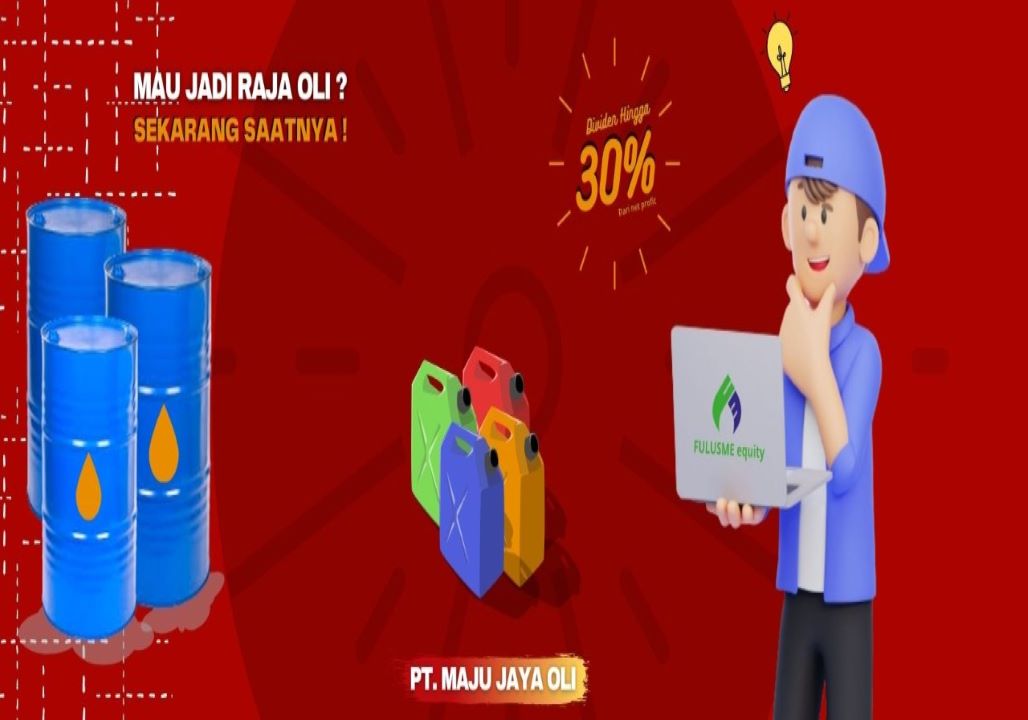 MAU JADI RAJA OLI ?
SEKARANG SAATNYA !
Dividen Hingga
30%
Dari net profit
FULUSME equity
PT. MAJU JAYA OLI